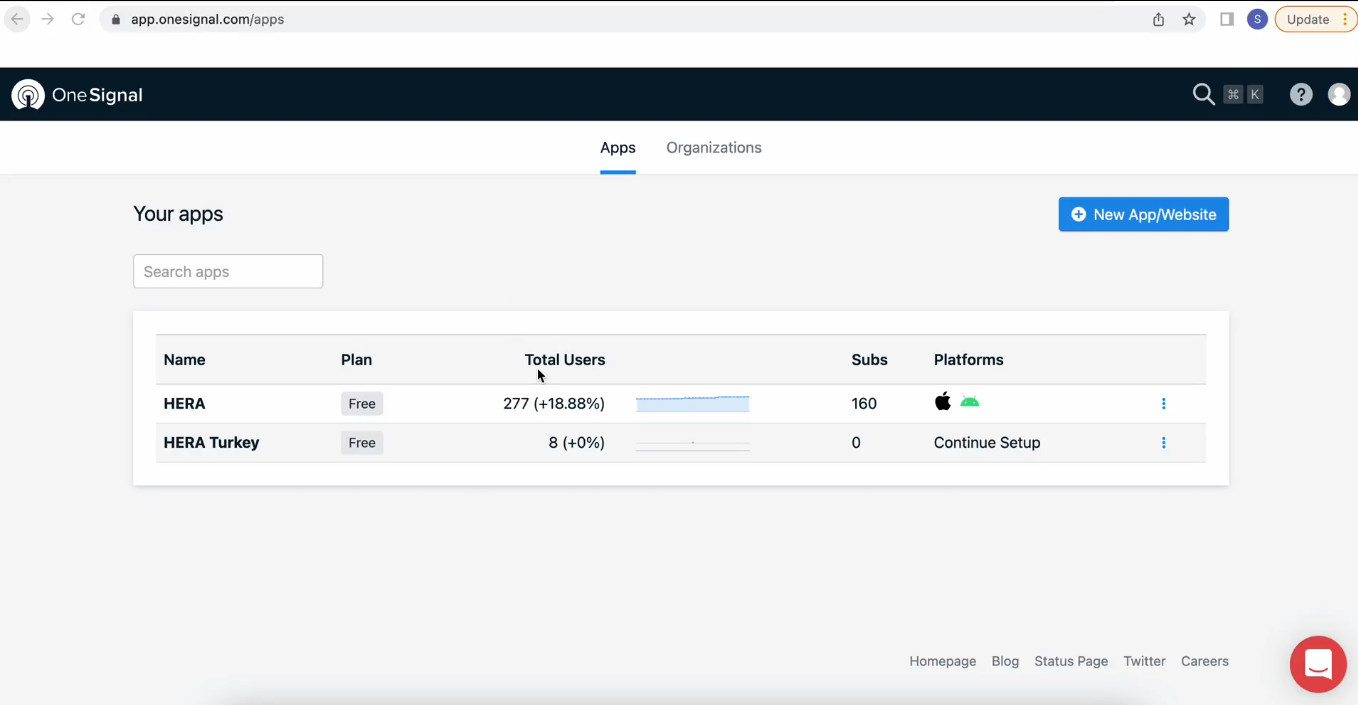 app.onesignal.com/apps
S
Update
OneSignal
⌘ K
?
Apps Organizations
Your apps
New App/Website
Search apps
Name Plan Total Users Subs Platforms
HERA Free 277 (+18.88%) 160
HERA Turkey Free 8 (+0%) 0 Continue Setup
Homepage Blog Status Page Twitter Careers